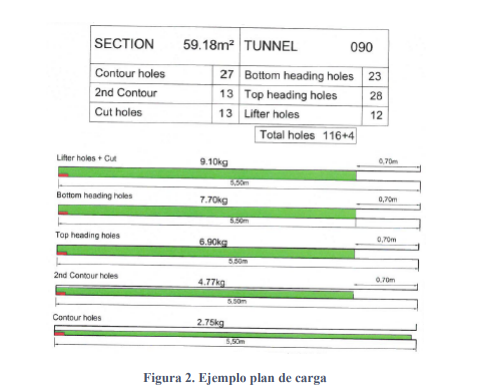 SECTION 59.18m² TUNNEL 090
Contour holes 27 Bottom heading holes 23
2nd Contour 13 Top heading holes 28
Cut holes 13 Lifter holes 12
Total holes 116+4
Lifter holes + Cut 9.10kg 0,70m
5,50m
Bottom heading holes 7.70kg 0,70m
5,50m
Top heading holes 6.90kg 0,70m
5,50m
2nd Contour holes 4.77kg 0,70m
5,50m
Contour holes 2.75kg
5,50m
Figura 2. Ejemplo plan de carga